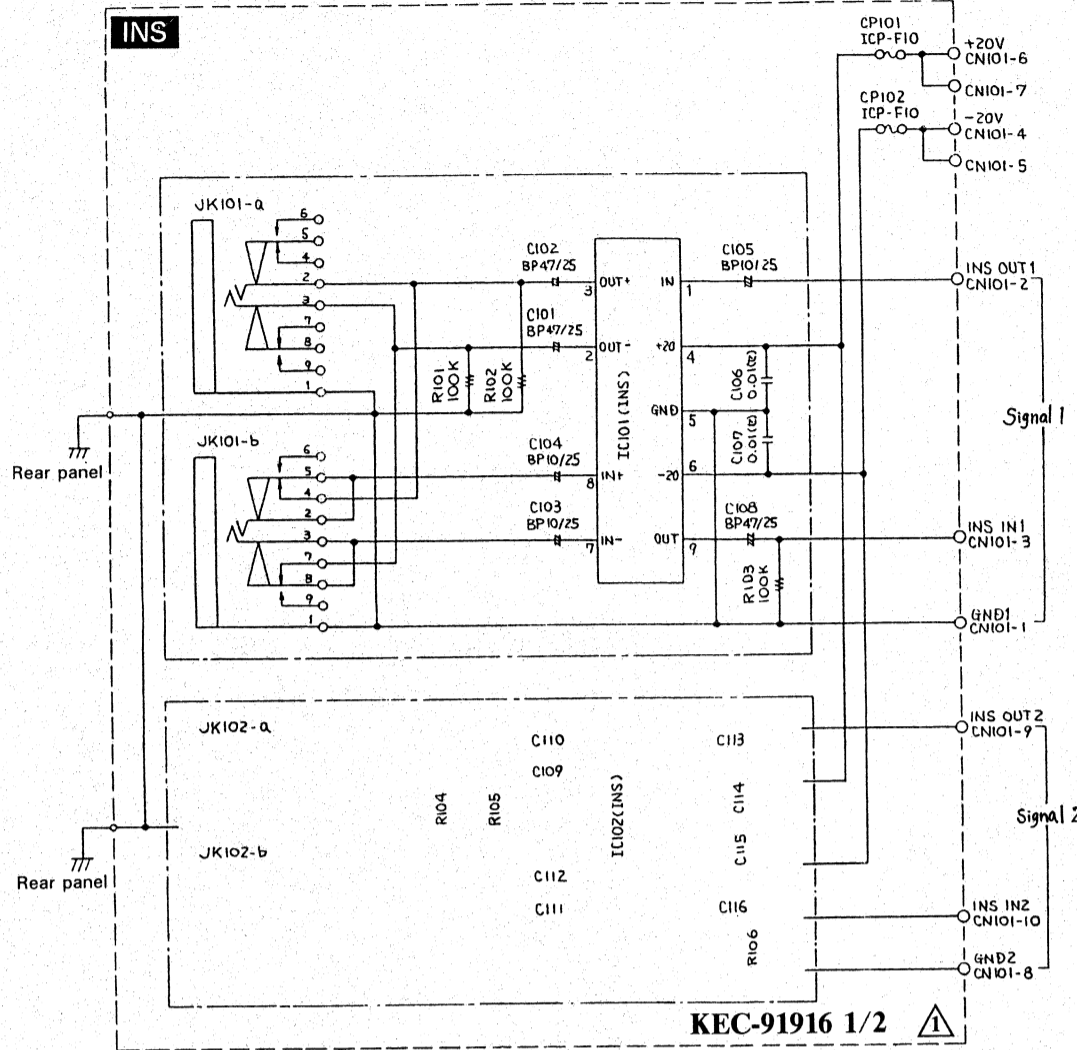 INS
CP101
ICP-F10
+20V
CN101-6
CN101-7
CP102
ICP-F10
-20V
CN101-4
CN101-5
JK101-a
6
5
4
2
3
7
8
9
1
C102
BP47/25
C101
BP47/25
R101
100K
R102
100K
3
OUT+
2
OUT-
IC101(INS)
IN
1
+20
4
GND
5
-20
6
OUT
9
8
IN+
7
IN-
C105
BP10/25
C106
0.01(t)
C107
0.01(t)
INS OUT1
CN101-2
Signal 1
Rear panel
JK101-b
6
5
4
2
3
7
8
9
1
C104
BP10/25
C103
BP10/25
C108
BP47/25
R103
100K
INS IN1
CN101-3
GND1
CN101-1
JK102-a
C110
C109
R104
R105
IC102(INS)
C113
C114
C115
INS OUT2
CN101-9
Signal 2
JK102-b
Rear panel
C112
C111
C116
R106
INS IN2
CN101-10
GND2
CN101-8
KEC-91916 1/2
1